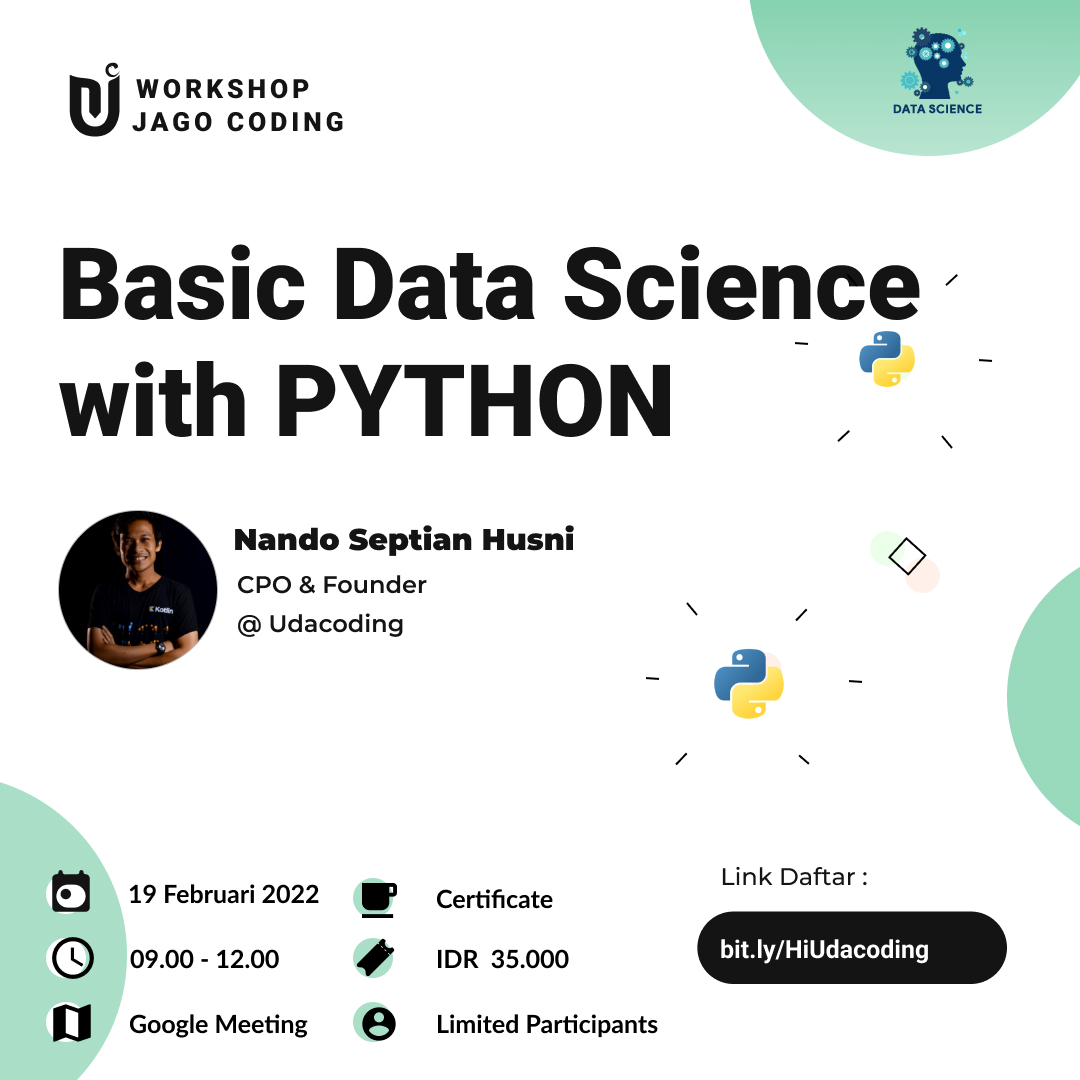 WORKSHOP
JAGO CODING
DATA SCIENCE
Basic Data Science
with PYTHON
Nando Septian Husni
CPO & Founder
@ Udacoding
Kotlin
19 Februari 2022
09.00 - 12.00
Google Meeting
Certificate
IDR 35.000
Limited Participants
Link Daftar :
bit.ly/HiUdacoding